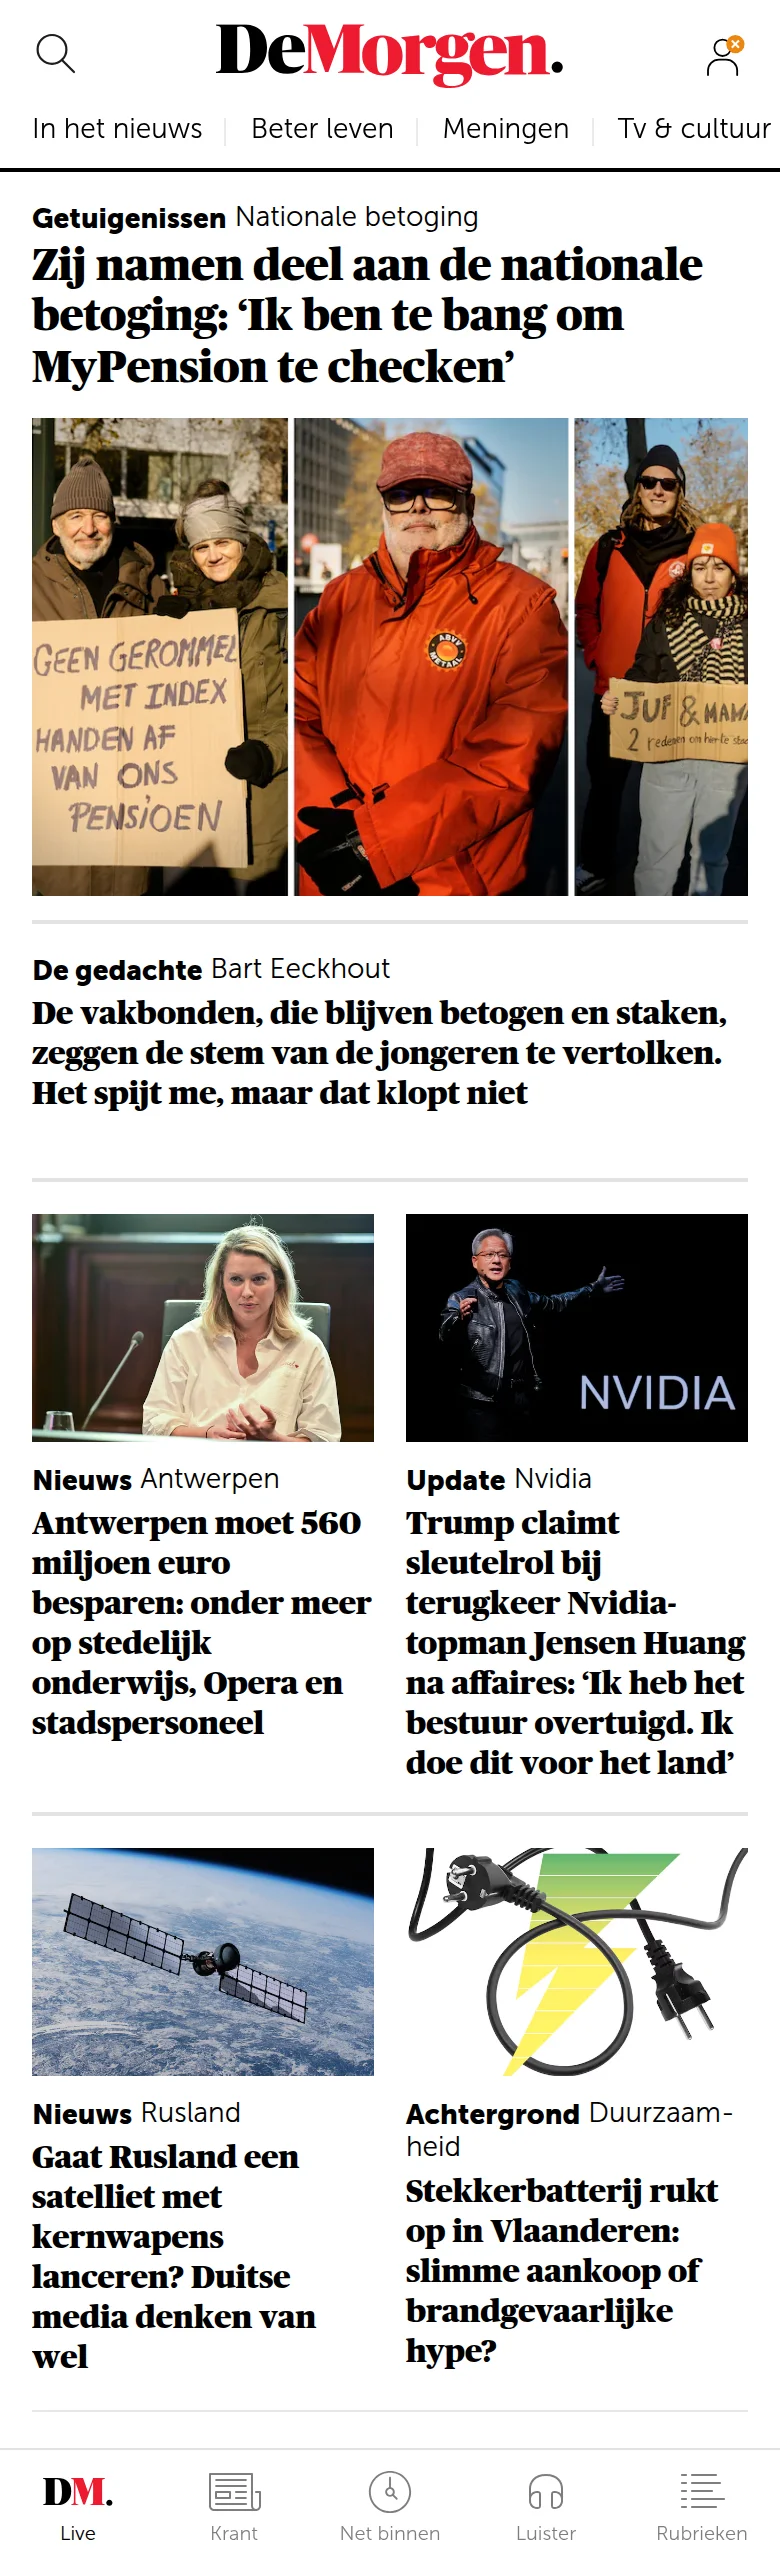 DeMorgen.
In het nieuws
Beter leven
Meningen
Tv & cultuur
Getuigenissen Nationale betoging
Zij namen deel aan de nationale
betoging: ‘Ik ben te bang om
MyPension te checken’
GEEN GEROMMEL
MET INDEX
HANDEN AF
VAN ONS
PENSIOEN
ABVV
METAAL
JUF & MAMA
2 redenen om hier te staa
De gedachte Bart Eeckhout
De vakbonden, die blijven betogen en staken,
zeggen de stem van de jongeren te vertolken.
Het spijt me, maar dat klopt niet
Nieuws Antwerpen
Antwerpen moet 560
miljoen euro
besparen: onder meer
op stedelijk
onderwijs, Opera en
stadspersoneel
NVIDIA
Update Nvidia
Trump claimt
sleutelrol bij
terugkeer Nvidia-
topman Jensen Huang
na affaires: ‘Ik heb het
bestuur overtuigd. Ik
doe dit voor het land’
Nieuws Rusland
Gaat Rusland een
satelliet met
kernwapens
lanceren? Duitse
media denken van
wel
Achtergrond Duurzaam-
heid
Stekkerbatterij rukt
op in Vlaanderen:
slimme aankoop of
brandgevaarlijke
hype?
DM.
Live
Krant
Net binnen
Luister
Rubrieken